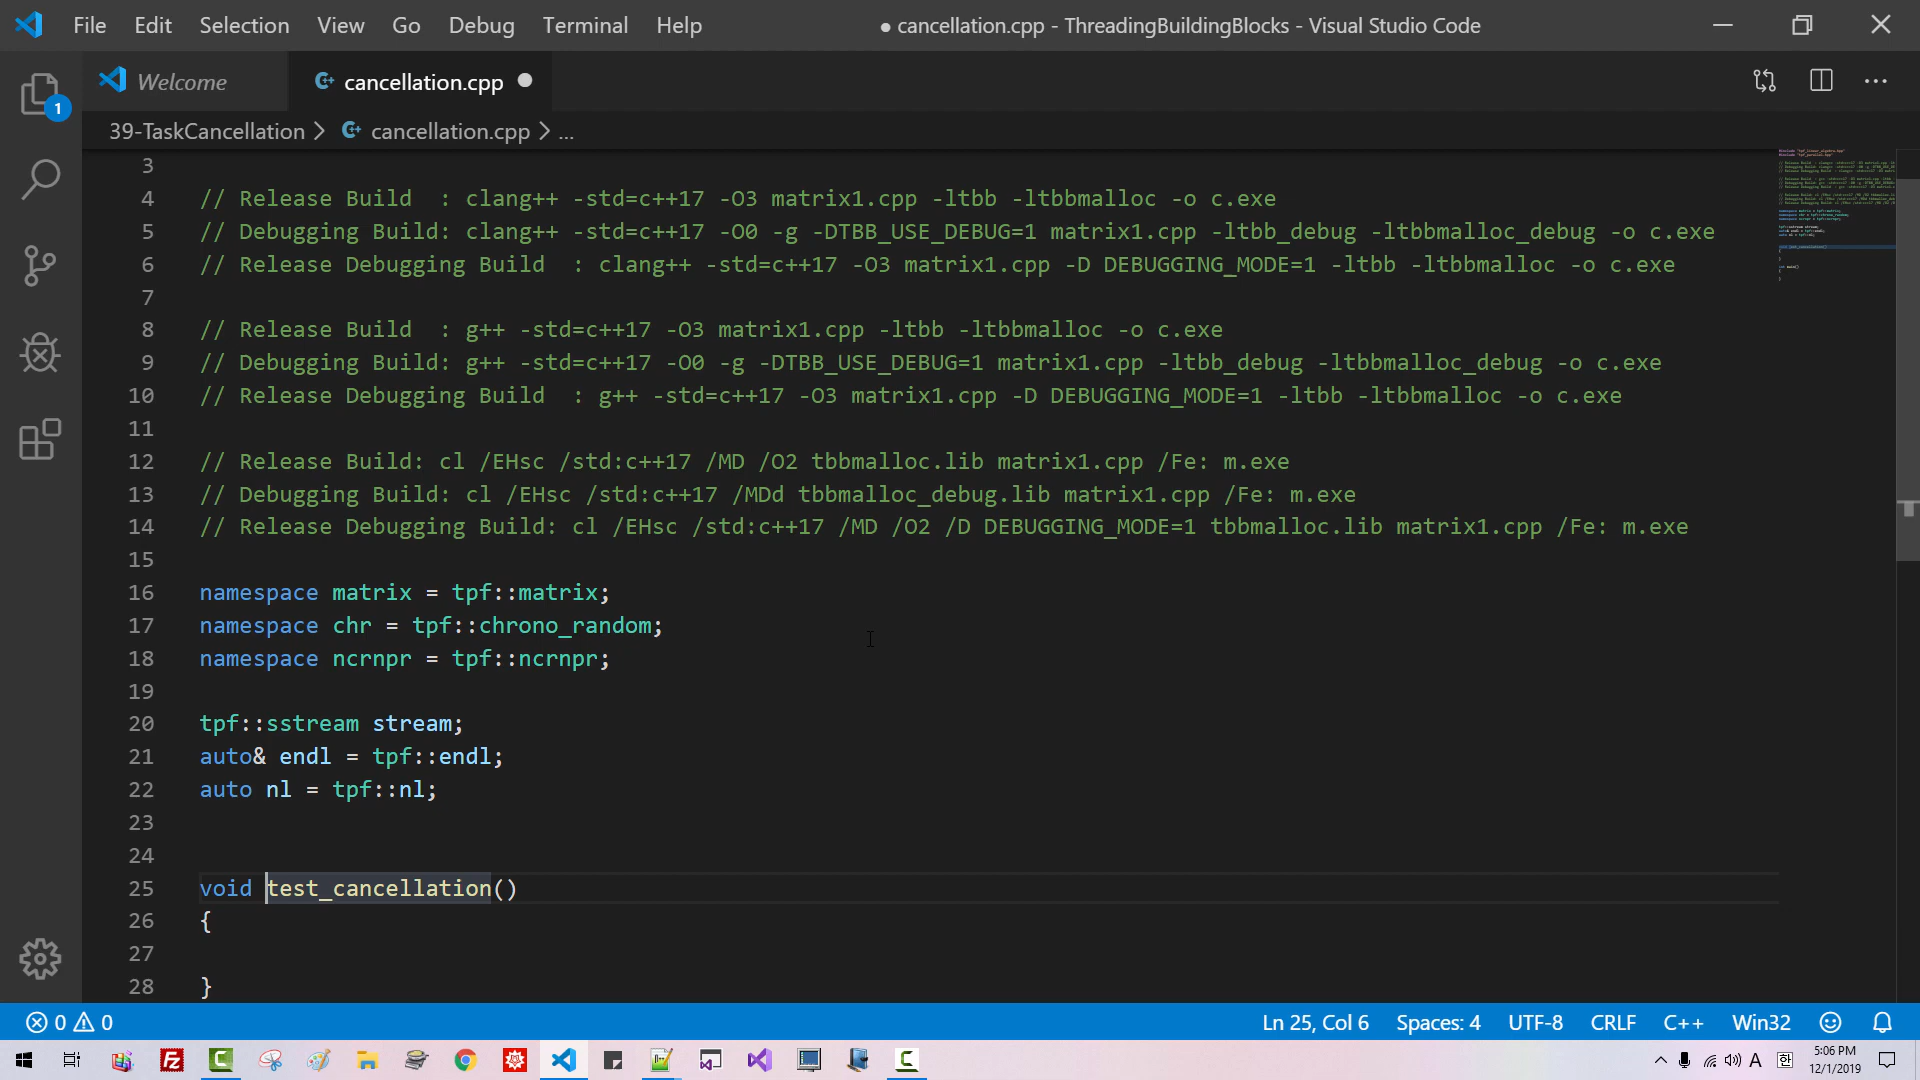 File Edit Selection View Go Debug Terminal Help ● cancellation.cpp - ThreadingBuildingBlocks - Visual Studio Code
Welcome cancellation.cpp
1
39-TaskCancellation > cancellation.cpp > ...
3
4 // Release Build  : clang++ -std=c++17 -O3 matrix1.cpp -ltbb -ltbbmalloc -o c.exe
5 // Debugging Build: clang++ -std=c++17 -O0 -g -DTBB_USE_DEBUG=1 matrix1.cpp -ltbb_debug -ltbbmalloc_debug -o c.exe
6 // Release Debugging Build  : clang++ -std=c++17 -O3 matrix1.cpp -D DEBUGGING_MODE=1 -ltbb -ltbbmalloc -o c.exe
7
8 // Release Build  : g++ -std=c++17 -O3 matrix1.cpp -ltbb -ltbbmalloc -o c.exe
9 // Debugging Build: g++ -std=c++17 -O0 -g -DTBB_USE_DEBUG=1 matrix1.cpp -ltbb_debug -ltbbmalloc_debug -o c.exe
10 // Release Debugging Build  : g++ -std=c++17 -O3 matrix1.cpp -D DEBUGGING_MODE=1 -ltbb -ltbbmalloc -o c.exe
11
12 // Release Build: cl /EHsc /std:c++17 /MD /O2 tbbmalloc.lib matrix1.cpp /Fe: m.exe
13 // Debugging Build: cl /EHsc /std:c++17 /MDd tbbmalloc_debug.lib matrix1.cpp /Fe: m.exe
14 // Release Debugging Build: cl /EHsc /std:c++17 /MD /O2 /D DEBUGGING_MODE=1 tbbmalloc.lib matrix1.cpp /Fe: m.exe
15
16 namespace matrix = tpf::matrix;
17 namespace chr = tpf::chrono_random;
18 namespace ncrnpr = tpf::ncrnpr;
19
20 tpf::sstream stream;
21 auto& endl = tpf::endl;
22 auto nl = tpf::nl;
23
24
25 void test_cancellation()
26 {
27
28 }
0 0 Ln 25, Col 6 Spaces: 4 UTF-8 CRLF C++ Win32
A 한 5:06 PM
12/1/2019